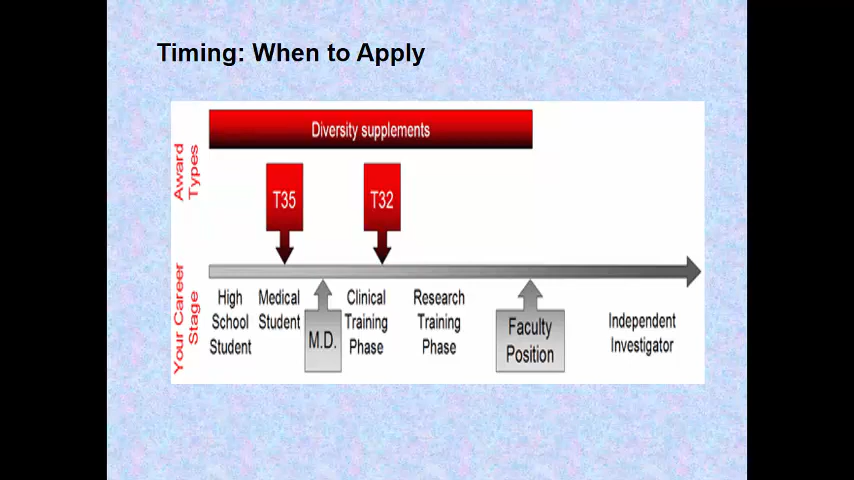 Timing: When to Apply
Award
Types
Diversity supplements
T35
T32
Your Career
Stage
High
School
Student
Medical
Student
M.D.
Clinical
Training
Phase
Research
Training
Phase
Faculty
Position
Independent
Investigator